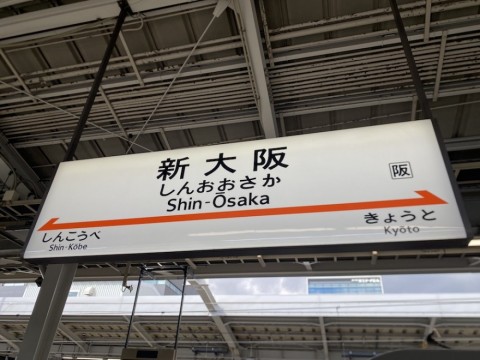 新大阪
しんおおさか
Shin-Ōsaka
阪
しんこうべ
Shin-Kōbe
きょうと
Kyōto